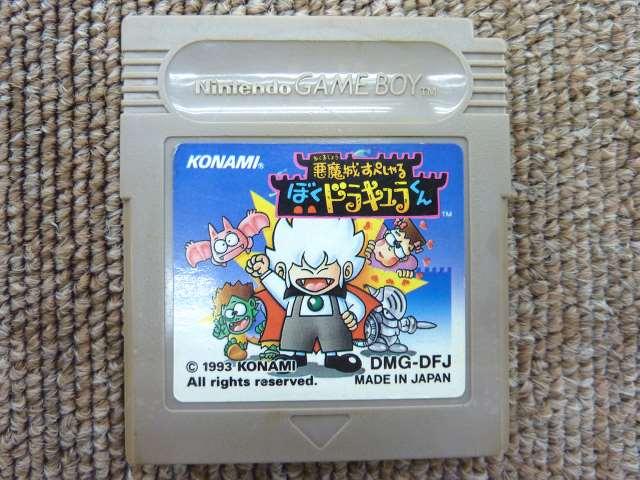 Nintendo GAME BOY TM
KONAMI®
あくまじょう
悪魔城すぺしゃる
ぼくドラキュラくん
TM
© 1993 KONAMI
All rights reserved.
DMG-DFJ
MADE IN JAPAN